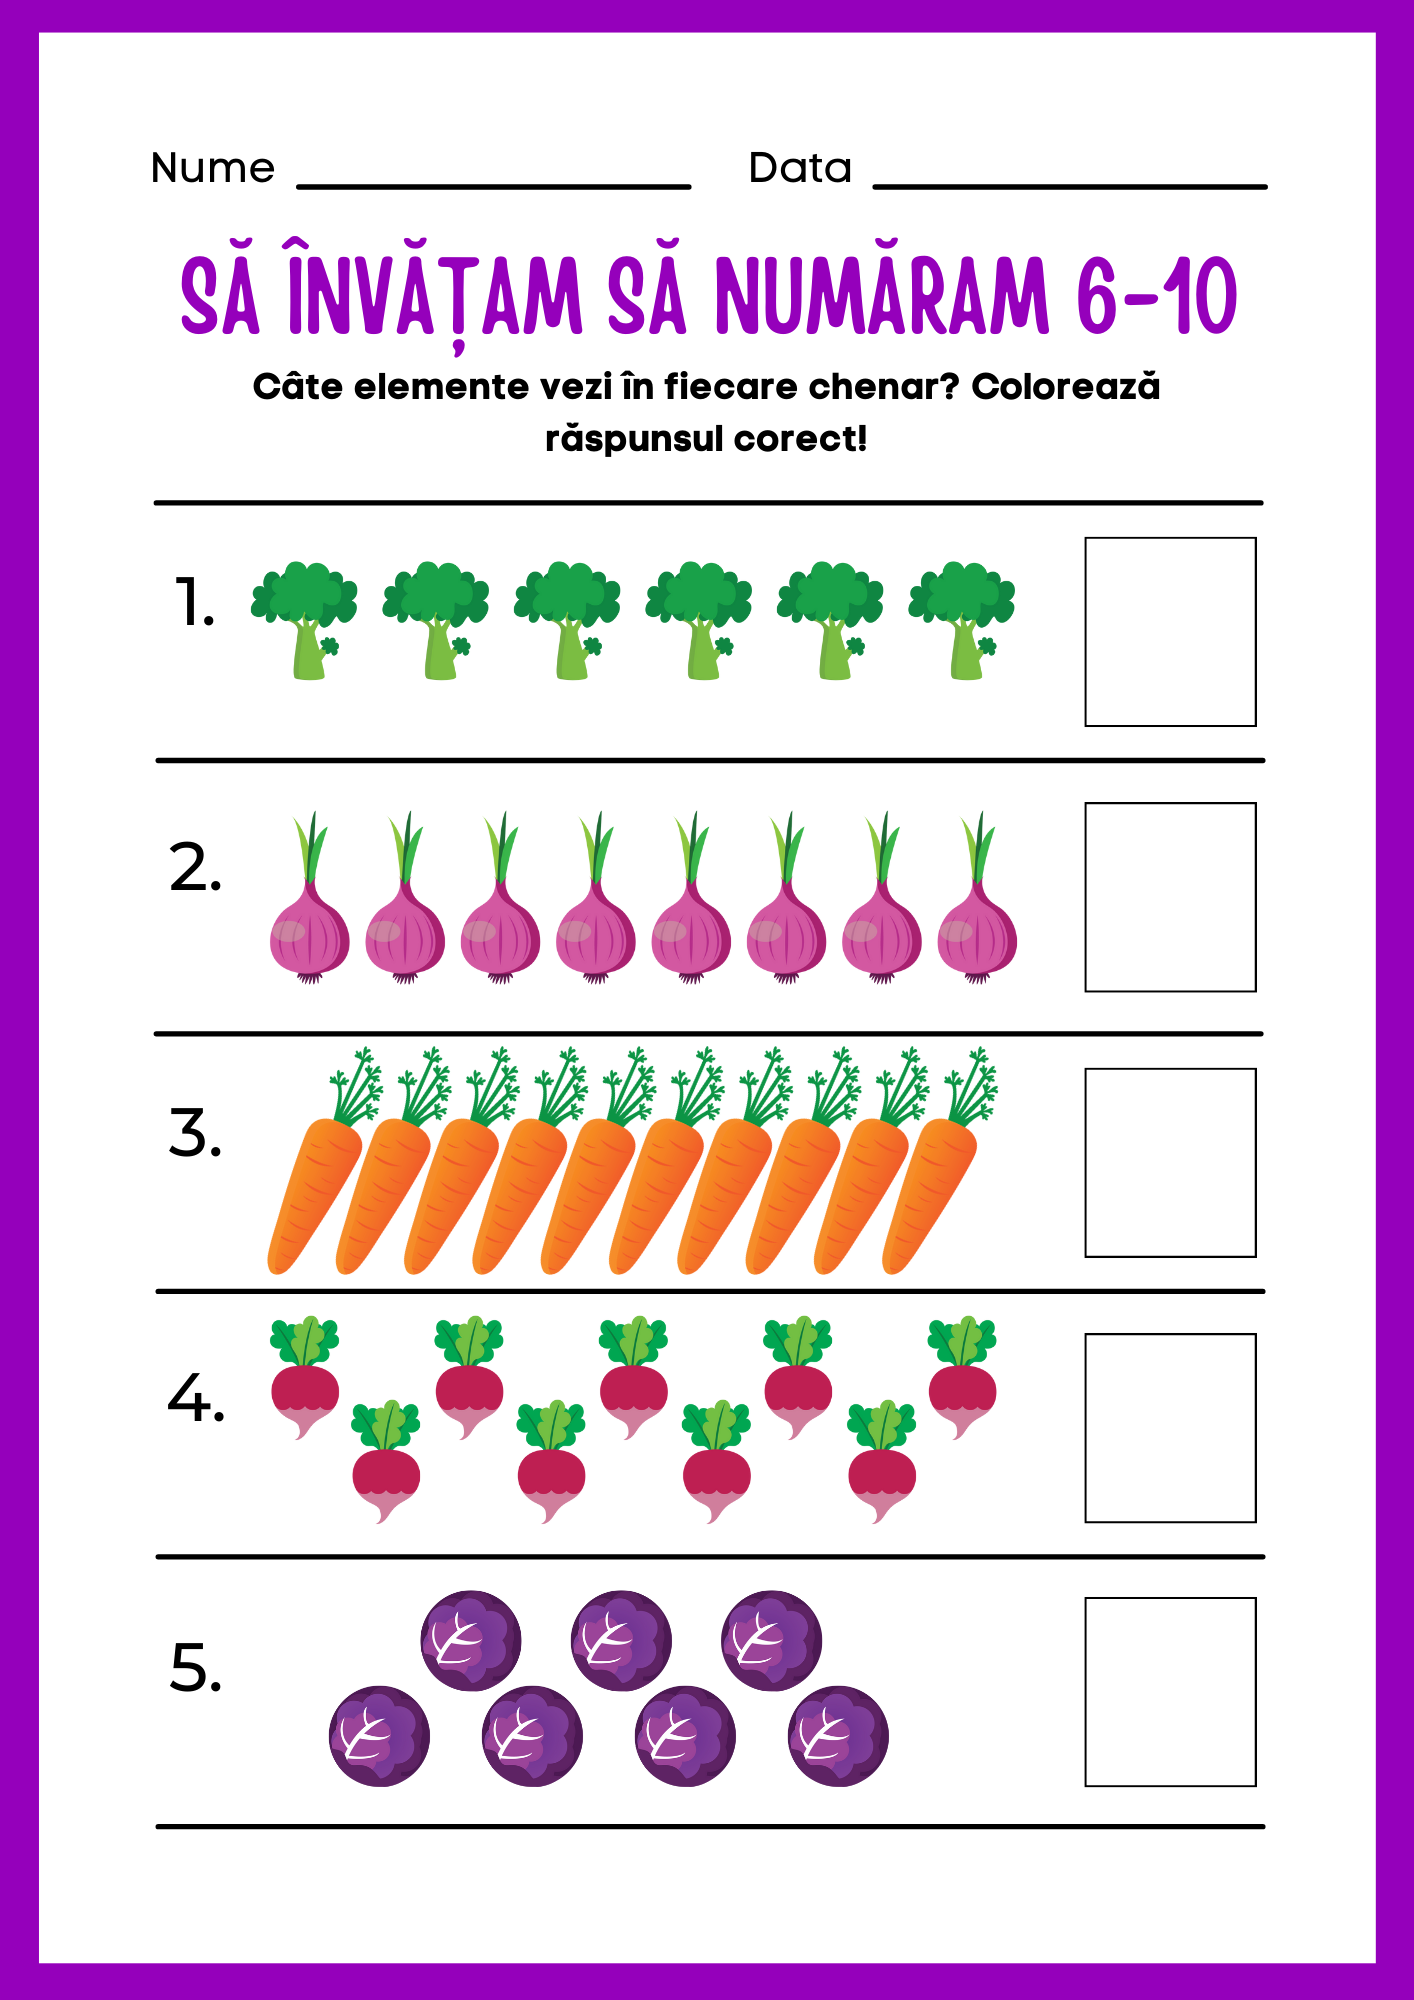 Nume Data
SĂ ÎNVĂȚAM SĂ NUMĂRAM 6-10
Câte elemente vezi în fiecare chenar? Colorează
răspunsul corect!
1.
2.
3.
4.
5.